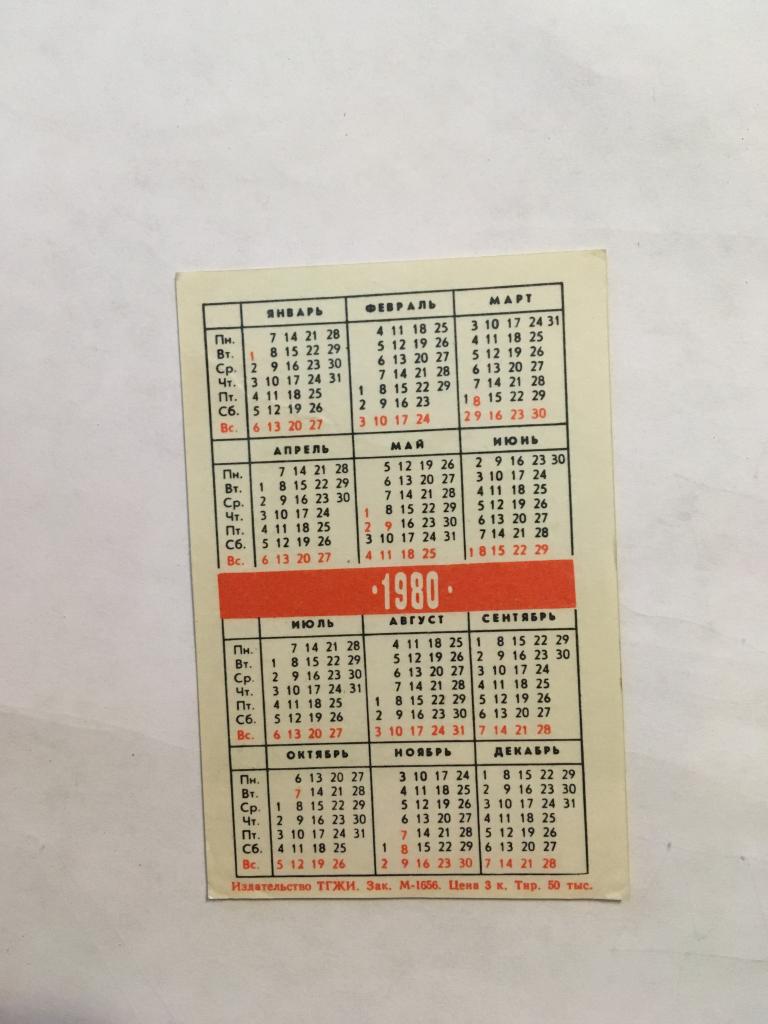 ЯНВАРЬ ФЕВРАЛЬ МАРТ
Пн. 7 14 21 28 4 11 18 25 3 10 17 24 31
Вт. 1 8 15 22 29 5 12 19 26 4 11 18 25
Ср. 2 9 16 23 30 6 13 20 27 5 12 19 26
Чт. 3 10 17 24 31 7 14 21 28 6 13 20 27
Пт. 4 11 18 25 1 8 15 22 29 7 14 21 28
Сб. 5 12 19 26 2 9 16 23 1 8 15 22 29
Вс. 6 13 20 27 3 10 17 24 2 9 16 23 30
АПРЕЛЬ МАЙ ИЮНЬ
Пн. 7 14 21 28 5 12 19 26 2 9 16 23 30
Вт. 1 8 15 22 29 6 13 20 27 3 10 17 24
Ср. 2 9 16 23 30 7 14 21 28 4 11 18 25
Чт. 3 10 17 24 1 8 15 22 29 5 12 19 26
Пт. 4 11 18 25 2 9 16 23 30 6 13 20 27
Сб. 5 12 19 26 3 10 17 24 31 7 14 21 28
Вс. 6 13 20 27 4 11 18 25 1 8 15 22 29
·1980·
ИЮЛЬ АВГУСТ СЕНТЯБРЬ
Пн. 7 14 21 28 4 11 18 25 1 8 15 22 29
Вт. 1 8 15 22 29 5 12 19 26 2 9 16 23 30
Ср. 2 9 16 23 30 6 13 20 27 3 10 17 24
Чт. 3 10 17 24 31 7 14 21 28 4 11 18 25
Пт. 4 11 18 25 1 8 15 22 29 5 12 19 26
Сб. 5 12 19 26 2 9 16 23 30 6 13 20 27
Вс. 6 13 20 27 3 10 17 24 31 7 14 21 28
ОКТЯБРЬ НОЯБРЬ ДЕКАБРЬ
Пн. 6 13 20 27 3 10 17 24 1 8 15 22 29
Вт. 7 14 21 28 4 11 18 25 2 9 16 23 30
Ср. 1 8 15 22 29 5 12 19 26 3 10 17 24 31
Чт. 2 9 16 23 30 6 13 20 27 4 11 18 25
Пт. 3 10 17 24 31 7 14 21 28 5 12 19 26
Сб. 4 11 18 25 1 8 15 22 29 6 13 20 27
Вс. 5 12 19 26 2 9 16 23 30 7 14 21 28
Издательство ТГЖИ. Зак. М-1656. Цена 3 к. Тир. 50 тыс.